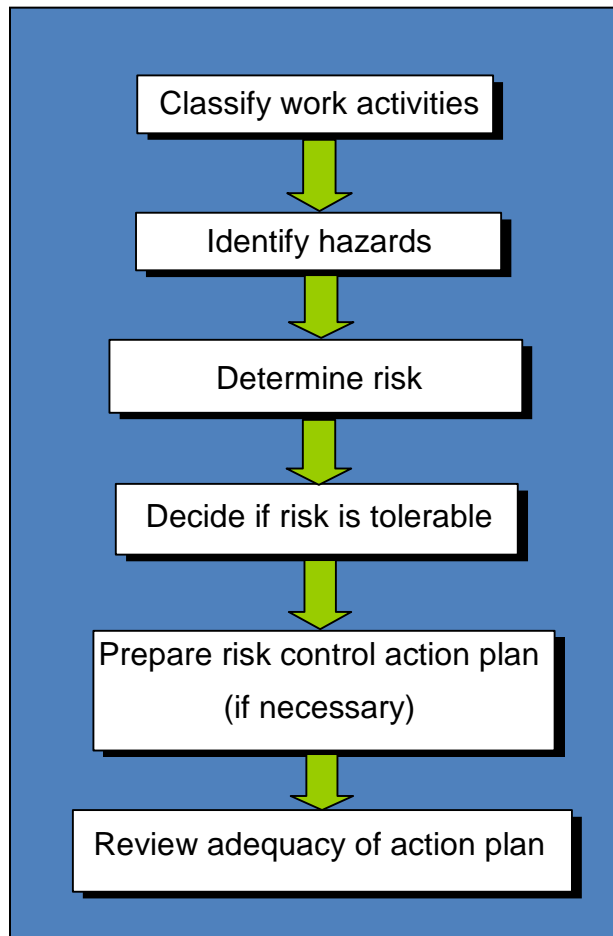 Classify work activities
Identify hazards
Determine risk
Decide if risk is tolerable
Prepare risk control action plan
(if necessary)
Review adequacy of action plan